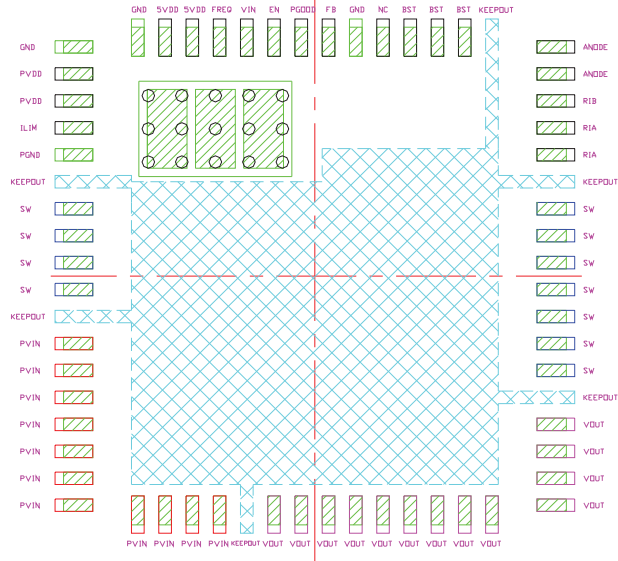 GND 5VDD 5VDD FREQ VIN EN PGOOD FB GND NC BST BST BST KEEPOUT
GND ANODE
PVDD ANODE
PVDD RIB
ILIM RIA
PGND RIA
KEEPOUT KEEPOUT
SW SW
SW SW
SW SW
SW SW
KEEPOUT SW
PVIN SW
PVIN SW
PVIN KEEPOUT
PVIN VOUT
PVIN VOUT
PVIN VOUT
PVIN VOUT
PVIN PVIN PVIN PVIN KEEPOUT VOUT VOUT VOUT VOUT VOUT VOUT VOUT VOUT VOUT